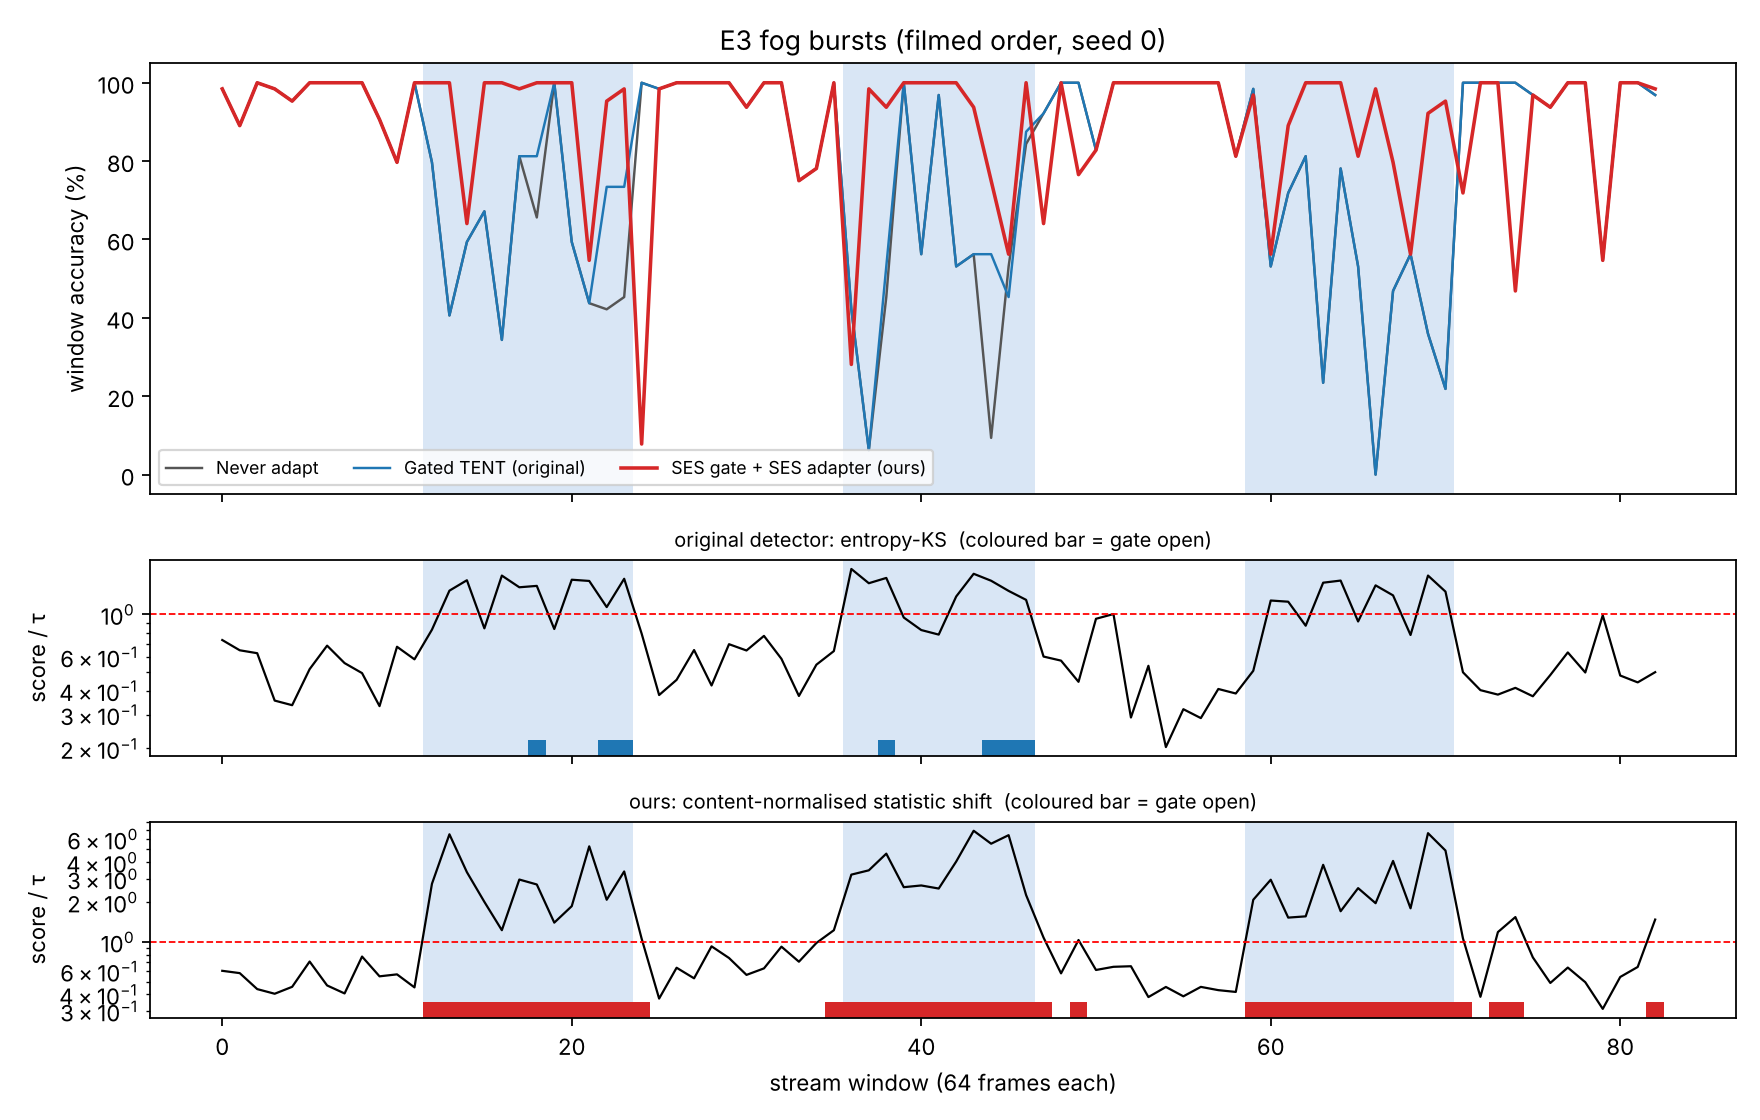 E3 fog bursts (filmed order, seed 0)
window accuracy (%)
100
80
60
40
20
0
Never adapt
Gated TENT (original)
SES gate + SES adapter (ours)
original detector: entropy-KS (coloured bar = gate open)
score / τ
10⁰
6 × 10⁻¹
4 × 10⁻¹
3 × 10⁻¹
2 × 10⁻¹
ours: content-normalised statistic shift (coloured bar = gate open)
score / τ
6 × 10⁰
4 × 10⁰
3 × 10⁰
2 × 10⁰
10⁰
6 × 10⁻¹
4 × 10⁻¹
3 × 10⁻¹
0 20 40 60 80
stream window (64 frames each)